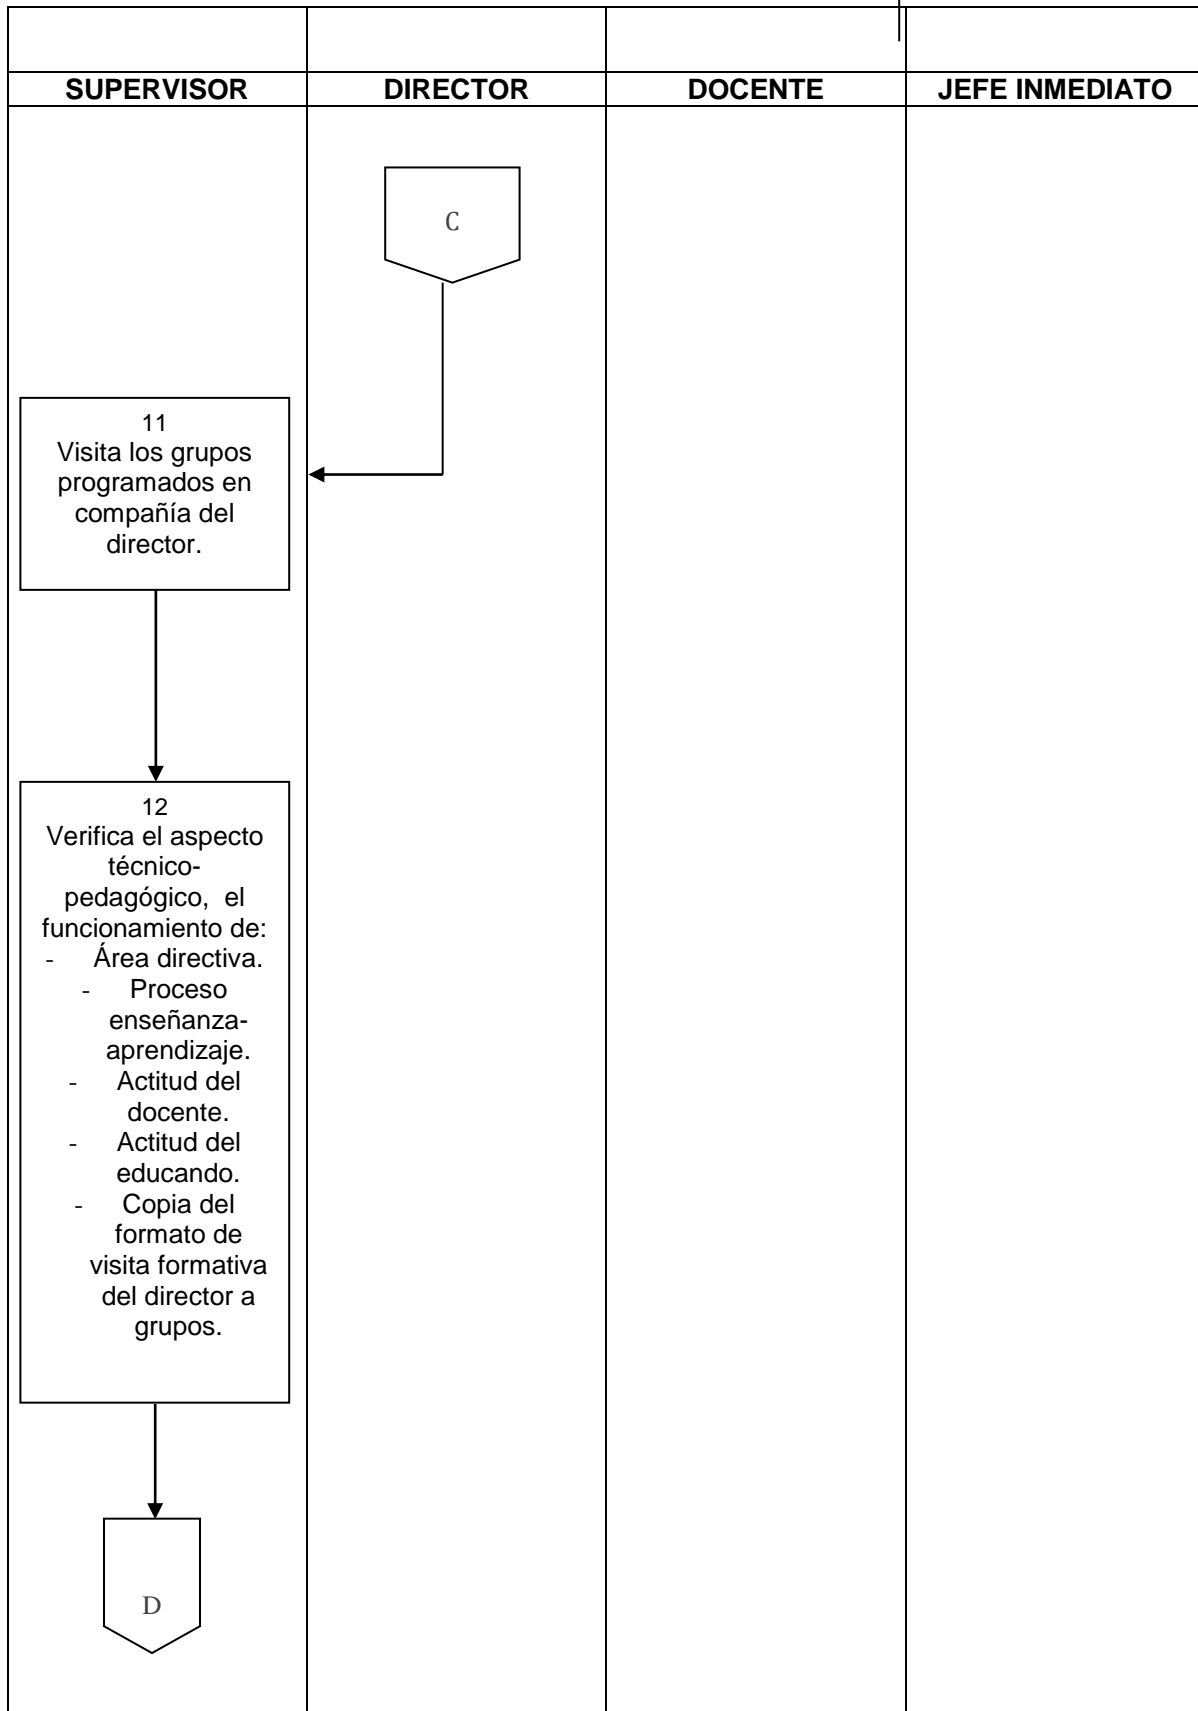 SUPERVISOR DIRECTOR DOCENTE JEFE INMEDIATO
C
11
Visita los grupos
programados en
compañía del
director.
12
Verifica el aspecto
técnico-
pedagógico, el
funcionamiento de:
- Área directiva.
- Proceso
enseñanza-
aprendizaje.
- Actitud del
docente.
- Actitud del
educando.
- Copia del
formato de
visita formativa
del director a
grupos.
D